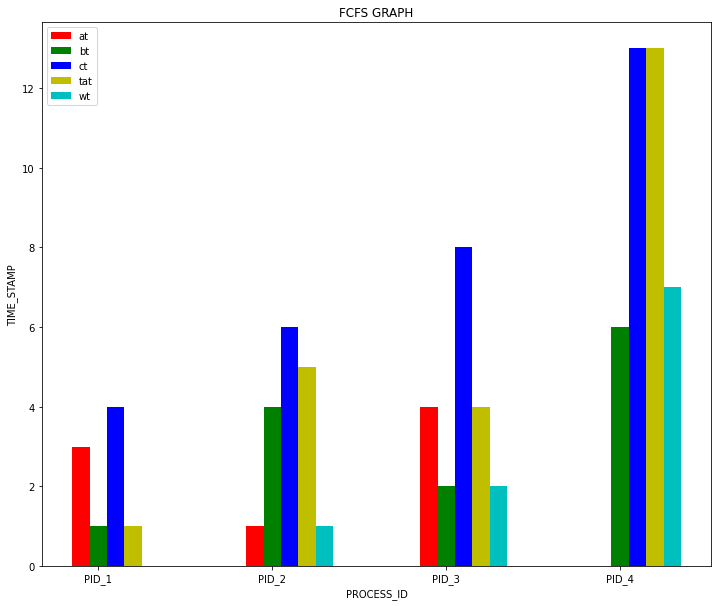 FCFS GRAPH
at
bt
ct
tat
wt
TIME_STAMP
12
10
8
6
4
2
0
PID_1 PID_2 PID_3 PID_4
PROCESS_ID